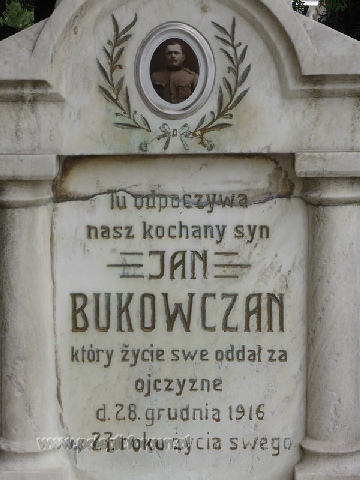 Tu odpoczywa
nasz kochany syn
JAN
BUKOWCZAN
który życie swe oddał za
ojczyzne
d. 28. grudnia 1916
w 22 roku życia swego